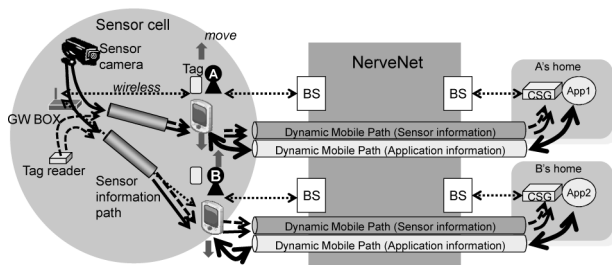 Sensor cell
Sensor
camera
move
Tag
A
wireless
GW BOX
Tag reader
Sensor
information
path
B
NerveNet
BS
BS
BS
BS
Dynamic Mobile Path (Sensor information)
Dynamic Mobile Path (Application information)
Dynamic Mobile Path (Sensor information)
Dynamic Mobile Path (Application information)
A's home
CSG
App1
B's home
CSG
App2